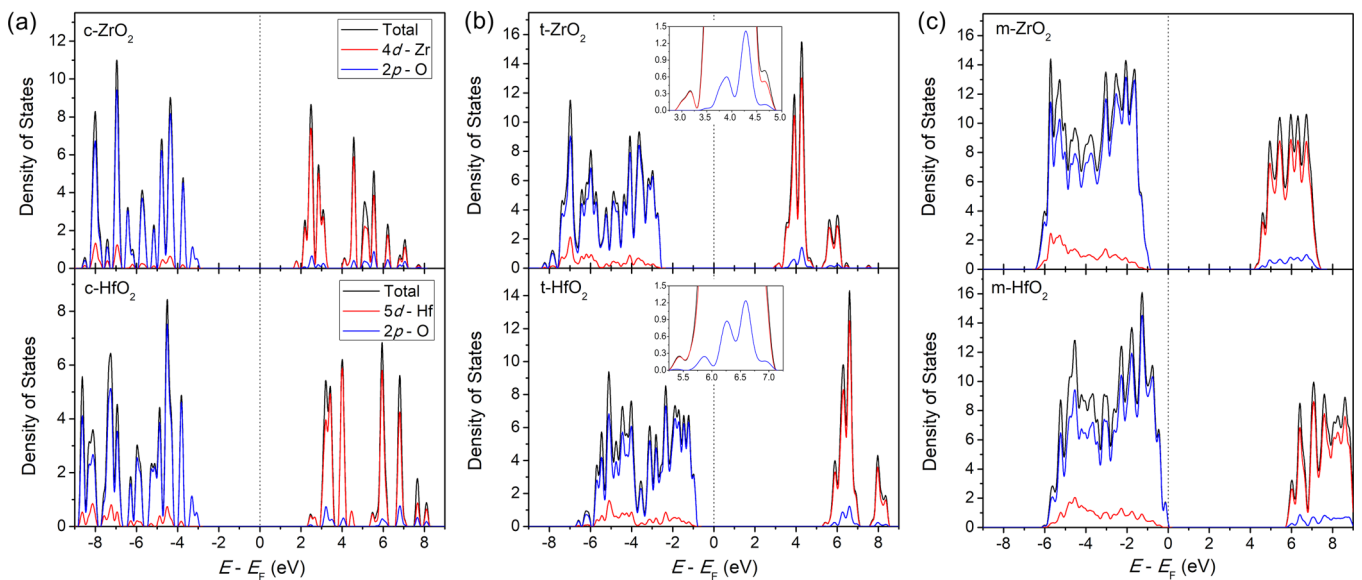 (a)
c-ZrO2
Total
4d - Zr
2p - O
Density of States
12
10
8
6
4
2
0
c-HfO2
Total
5d - Hf
2p - O
Density of States
8
6
4
2
0
-8 -6 -4 -2 0 2 4 6 8
E - EF (eV)
(b)
t-ZrO2
Density of States
16
14
12
10
8
6
4
2
0
1.5
1.2
0.9
0.6
0.3
0.0
3.0 3.5 4.0 4.5 5.0
t-HfO2
Density of States
14
12
10
8
6
4
2
0
1.5
1.2
0.9
0.6
0.3
0.0
5.5 6.0 6.5 7.0
-8 -6 -4 -2 0 2 4 6 8
E - EF (eV)
(c)
m-ZrO2
Density of States
16
14
12
10
8
6
4
2
0
m-HfO2
Density of States
16
14
12
10
8
6
4
2
0
-8 -6 -4 -2 0 2 4 6 8
E - EF (eV)